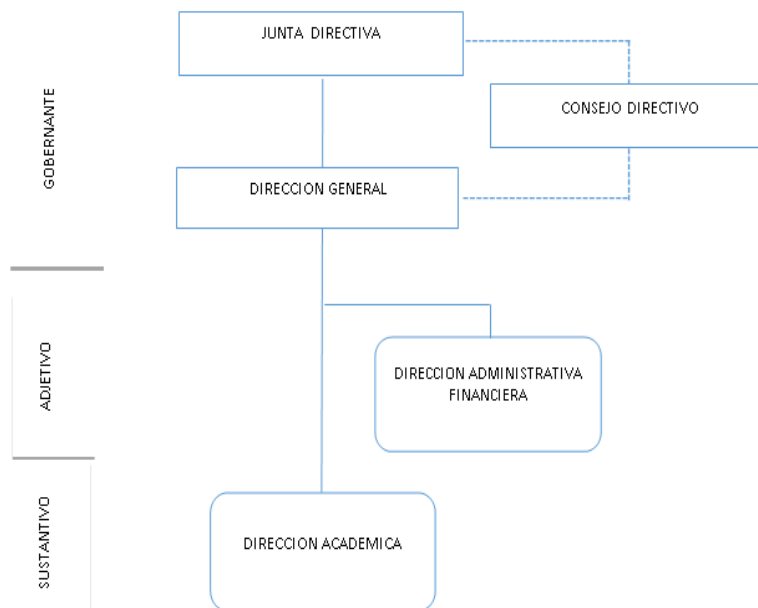 JUNTA DIRECTIVA
CONSEJO DIRECTIVO
GOBERNANTE
DIRECCION GENERAL
ADJETIVO
DIRECCION ADMINISTRATIVA
FINANCIERA
SUSTANTIVO
DIRECCION ACADEMICA